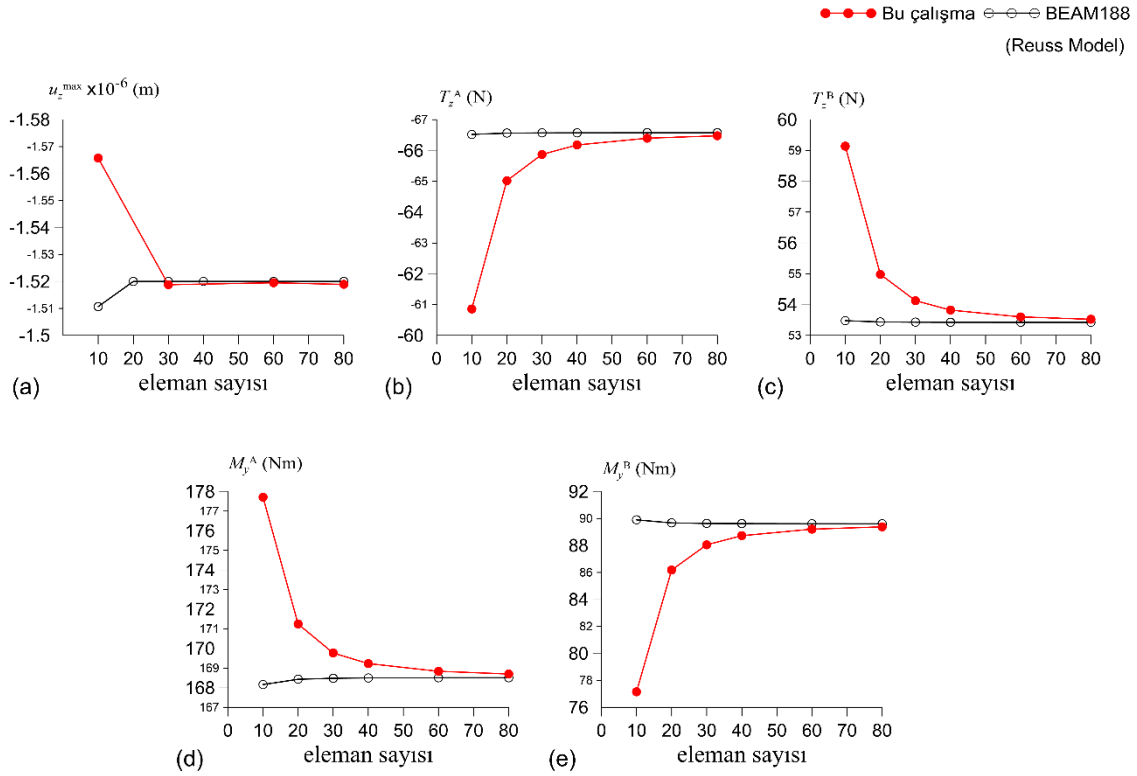 Bu çalışma BEAM188
(Reuss Model)
u_z^max x10^-6 (m)
-1.58
-1.57
-1.56
-1.55
-1.54
-1.53
-1.52
-1.51
-1.5
10 20 30 40 50 60 70 80
eleman sayısı
(a)
T_z^A (N)
-67
-66
-65
-64
-63
-62
-61
-60
0 10 20 30 40 50 60 70 80
eleman sayısı
(b)
T_z^B (N)
60
59
58
57
56
55
54
53
0 10 20 30 40 50 60 70 80
eleman sayısı
(c)
M_y^A (Nm)
178
177
176
175
174
173
172
171
170
169
168
167
0 10 20 30 40 50 60 70 80
eleman sayısı
(d)
M_y^B (Nm)
92
90
88
86
84
82
80
78
76
0 10 20 30 40 50 60 70 80
eleman sayısı
(e)